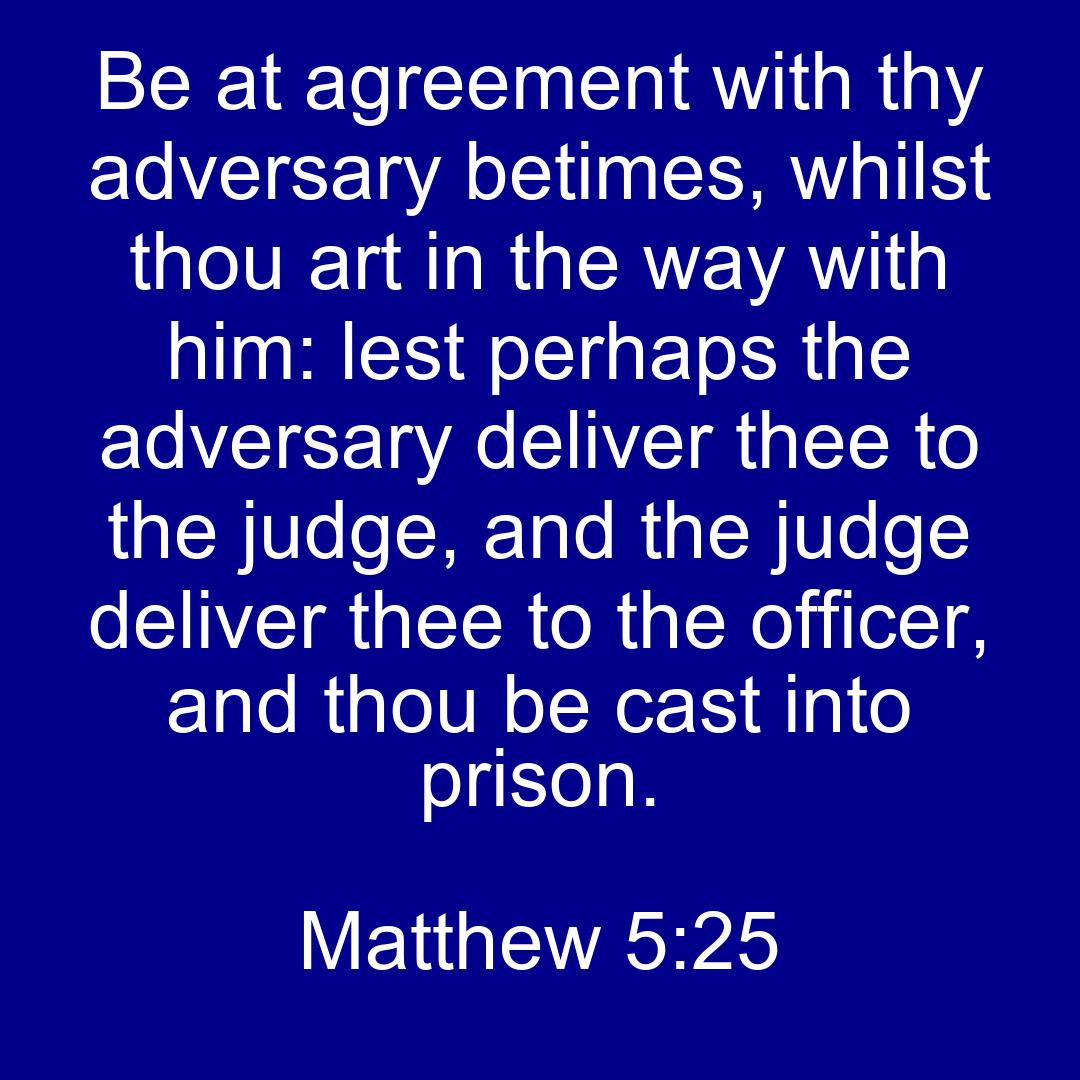 Be at agreement with thy
adversary betimes, whilst
thou art in the way with
him: lest perhaps the
adversary deliver thee to
the judge, and the judge
deliver thee to the officer,
and thou be cast into
prison.
Matthew 5:25